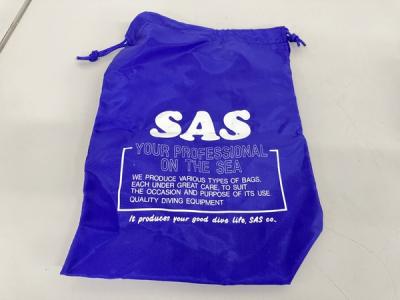 SAS
YOUR PROFESSIONAL
ON THE SEA
WE PRODUCE VARIOUS TYPES OF BAGS,
EACH UNDER GREAT CARE, TO SUIT
THE OCCASION AND PURPOSE OF ITS USE
QUALITY DIVING EQUIPMENT
It produces your good dive life, SAS co.